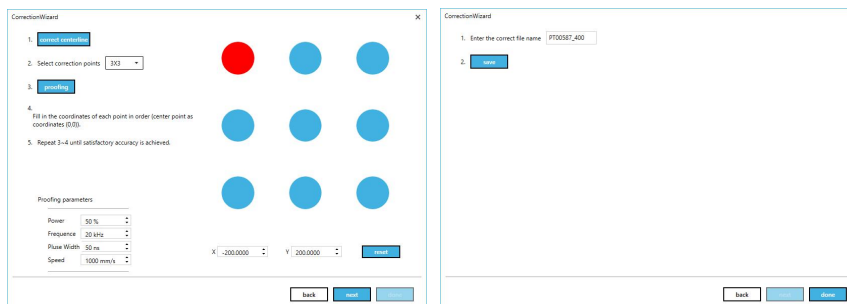 CorrectionWizard
1. correct centerline
2. Select correction points 3X3
3. proofing
4.
Fill in the coordinates of each point in order (center point as
coordinates (0,0)).
5. Repeat 3~4 until satisfactory accuracy is achieved.
Proofing parameters
Power 50 %
Frequence 20 kHz
Pluse Width 50 ns
Speed 1000 mm/s
X -200.0000 Y 200.0000 reset
back next
CorrectionWizard
1. Enter the correct file name PT00587_400
2. save
back next done